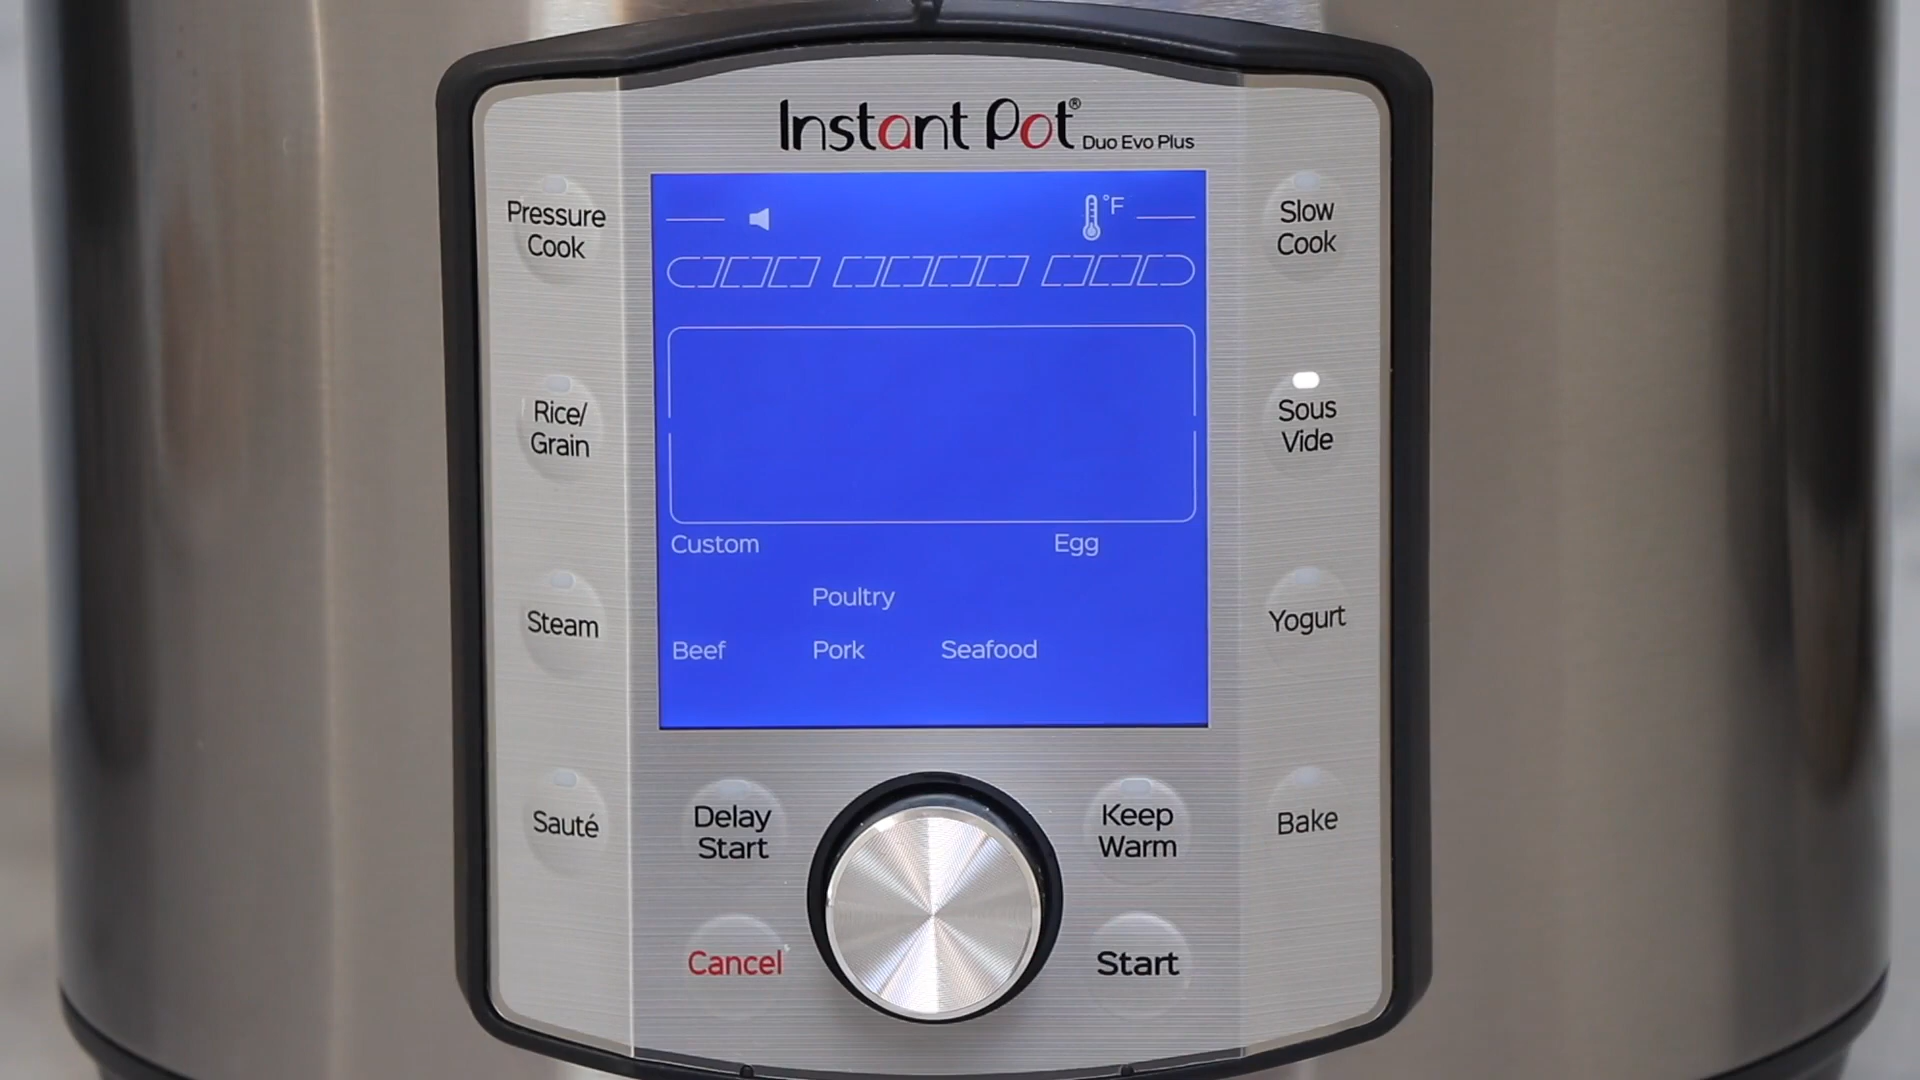 Instant Pot® Duo Evo Plus
Pressure
Cook
Rice/
Grain
Steam
Sauté
°F
Custom
Egg
Poultry
Beef
Pork
Seafood
Slow
Cook
Sous
Vide
Yogurt
Bake
Delay
Start
Keep
Warm
Cancel
Start